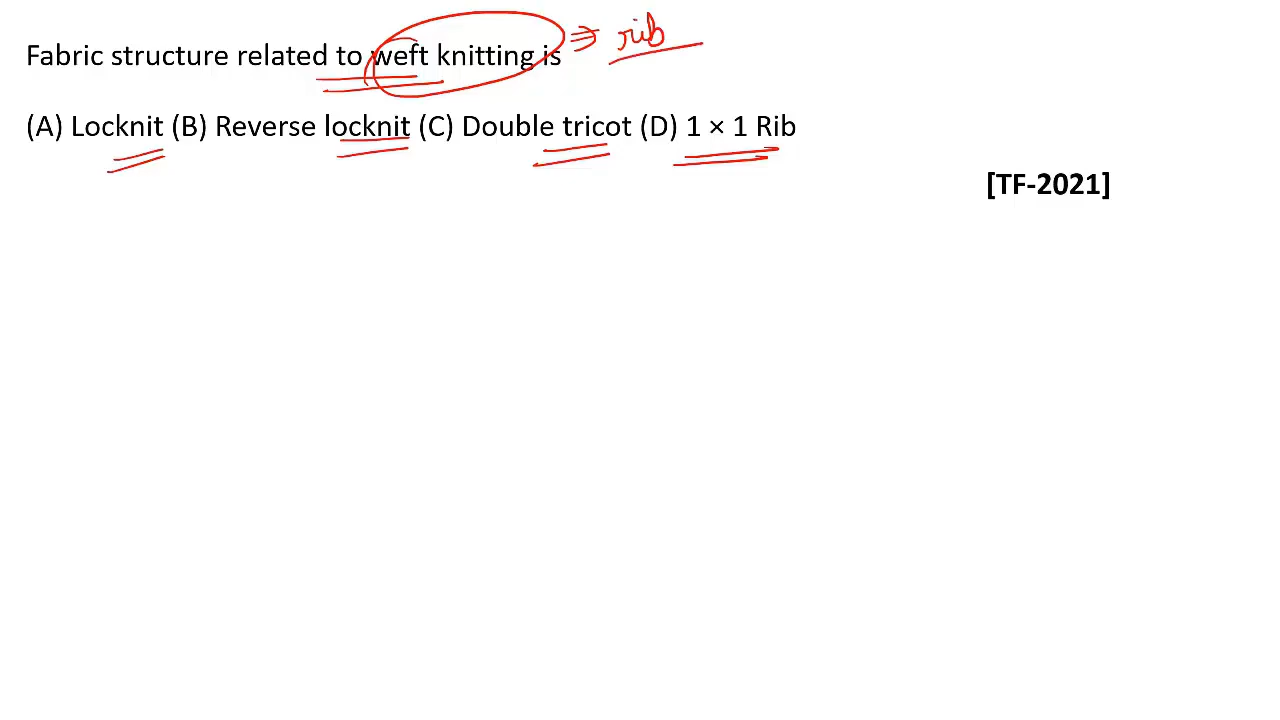 Fabric structure related to weft knitting is ⇒ rib
(A) Locknit (B) Reverse locknit (C) Double tricot (D) 1 × 1 Rib
[TF-2021]